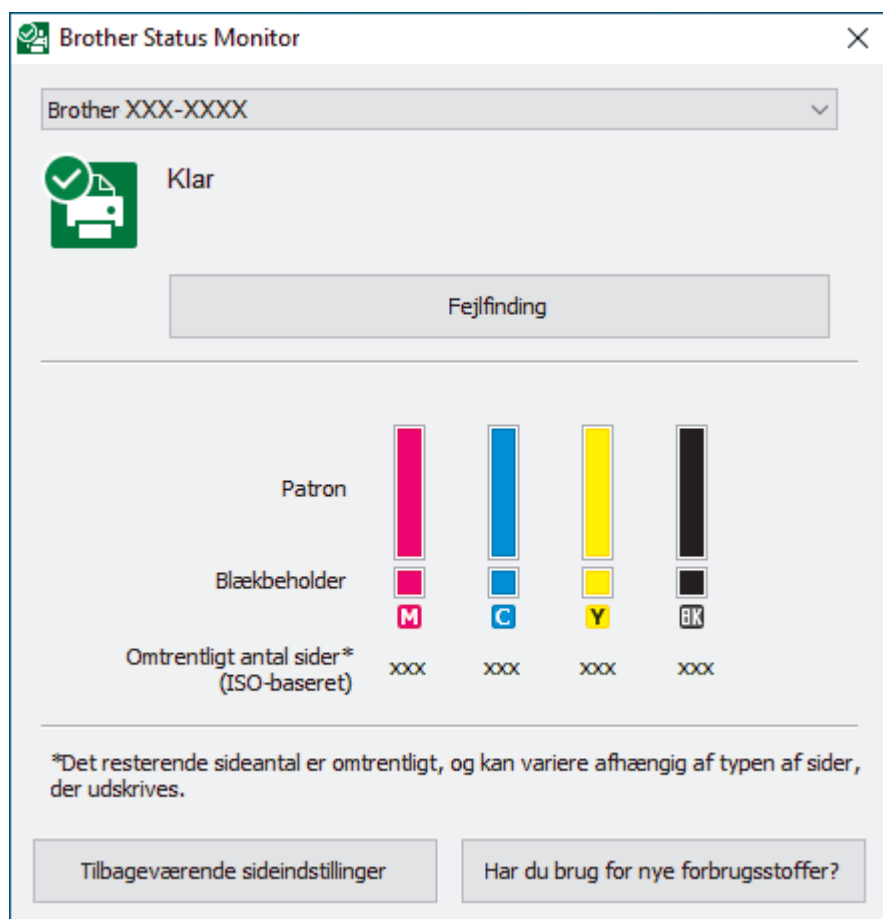 Brother Status Monitor
Brother XXX-XXXX
Klar
Fejlfinding
Patron
Blækbeholder
M C Y BK
Omtrentligt antal sider*
(ISO-baseret)
xxx xxx xxx xxx
*Det resterende sideantal er omtrentligt, og kan variere afhængig af typen af sider,
der udskrives.
Tilbageværende sideindstillinger
Har du brug for nye forbrugsstoffer?